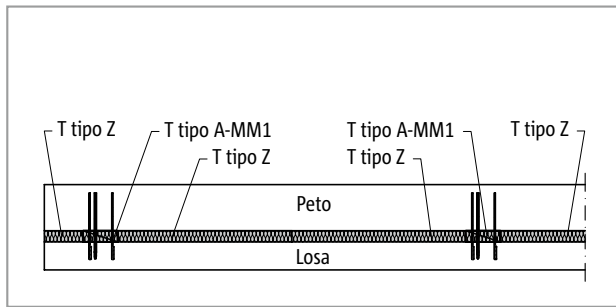 T tipo Z T tipo A-MM1 T tipo A-MM1 T tipo Z
T tipo Z T tipo Z
Peto
Losa